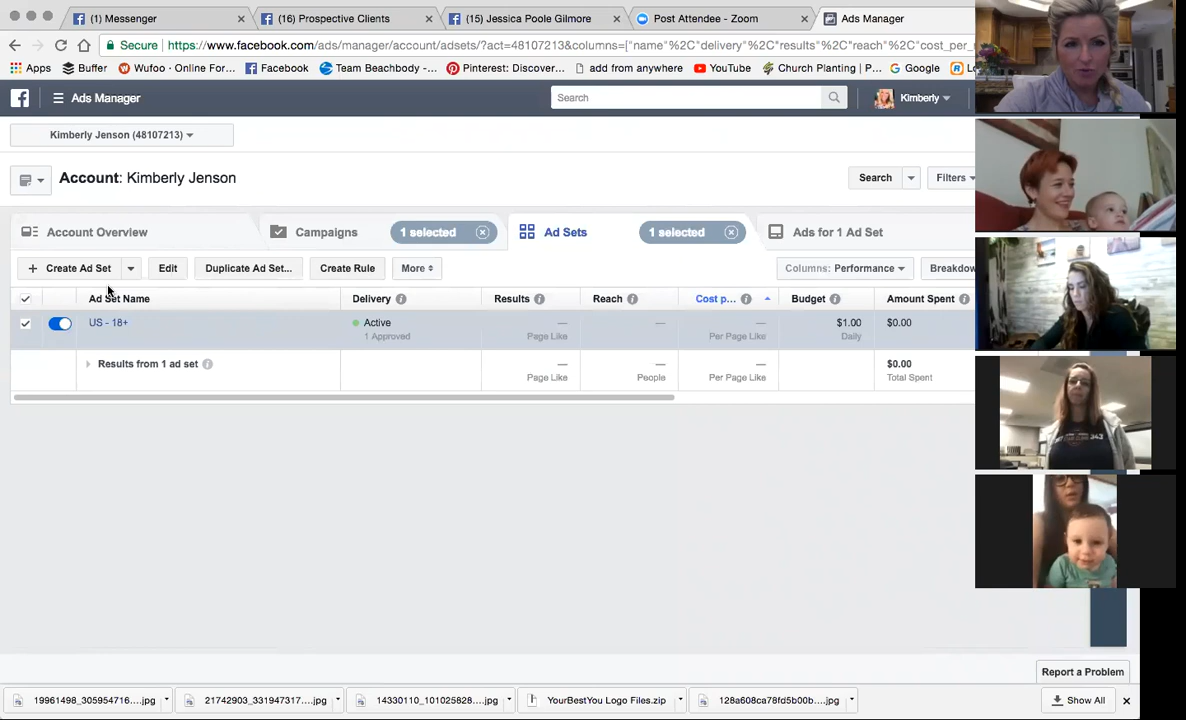 (1) Messenger
(16) Prospective Clients
(15) Jessica Poole Gilmore
Post Attendee - Zoom
Ads Manager
Secure
https://www.facebook.com/ads/manager/account/adsets/?act=48107213&columns=["name"%2C"delivery"%2C"results"%2C"reach"%2C"cost_per_
Apps
Buffer
Wufoo - Online For...
Facebook
Team Beachbody -...
Pinterest: Discover...
add from anywhere
YouTube
Church Planting | P...
Google
Ads Manager
Search
Kimberly
Kimberly Jenson (48107213)
Account: Kimberly Jenson
Search
Filters
Account Overview
Campaigns
1 selected
Ad Sets
1 selected
Ads for 1 Ad Set
+ Create Ad Set
Edit
Duplicate Ad Set...
Create Rule
More
Columns: Performance
Breakdow
Ad Set Name
Delivery
Results
Reach
Cost p...
Budget
Amount Spent
US - 18+
Active
—
—
—
$1.00
$0.00
1 Approved
Page Like
Per Page Like
Daily
Results from 1 ad set
—
—
—
$0.00
Page Like
People
Per Page Like
Total Spent
343
Report a Problem
19961498_305954716....jpg
21742903_331947317....jpg
14330110_101025828....jpg
YourBestYou Logo Files.zip
128a608ca78fd5b00b....jpg
Show All